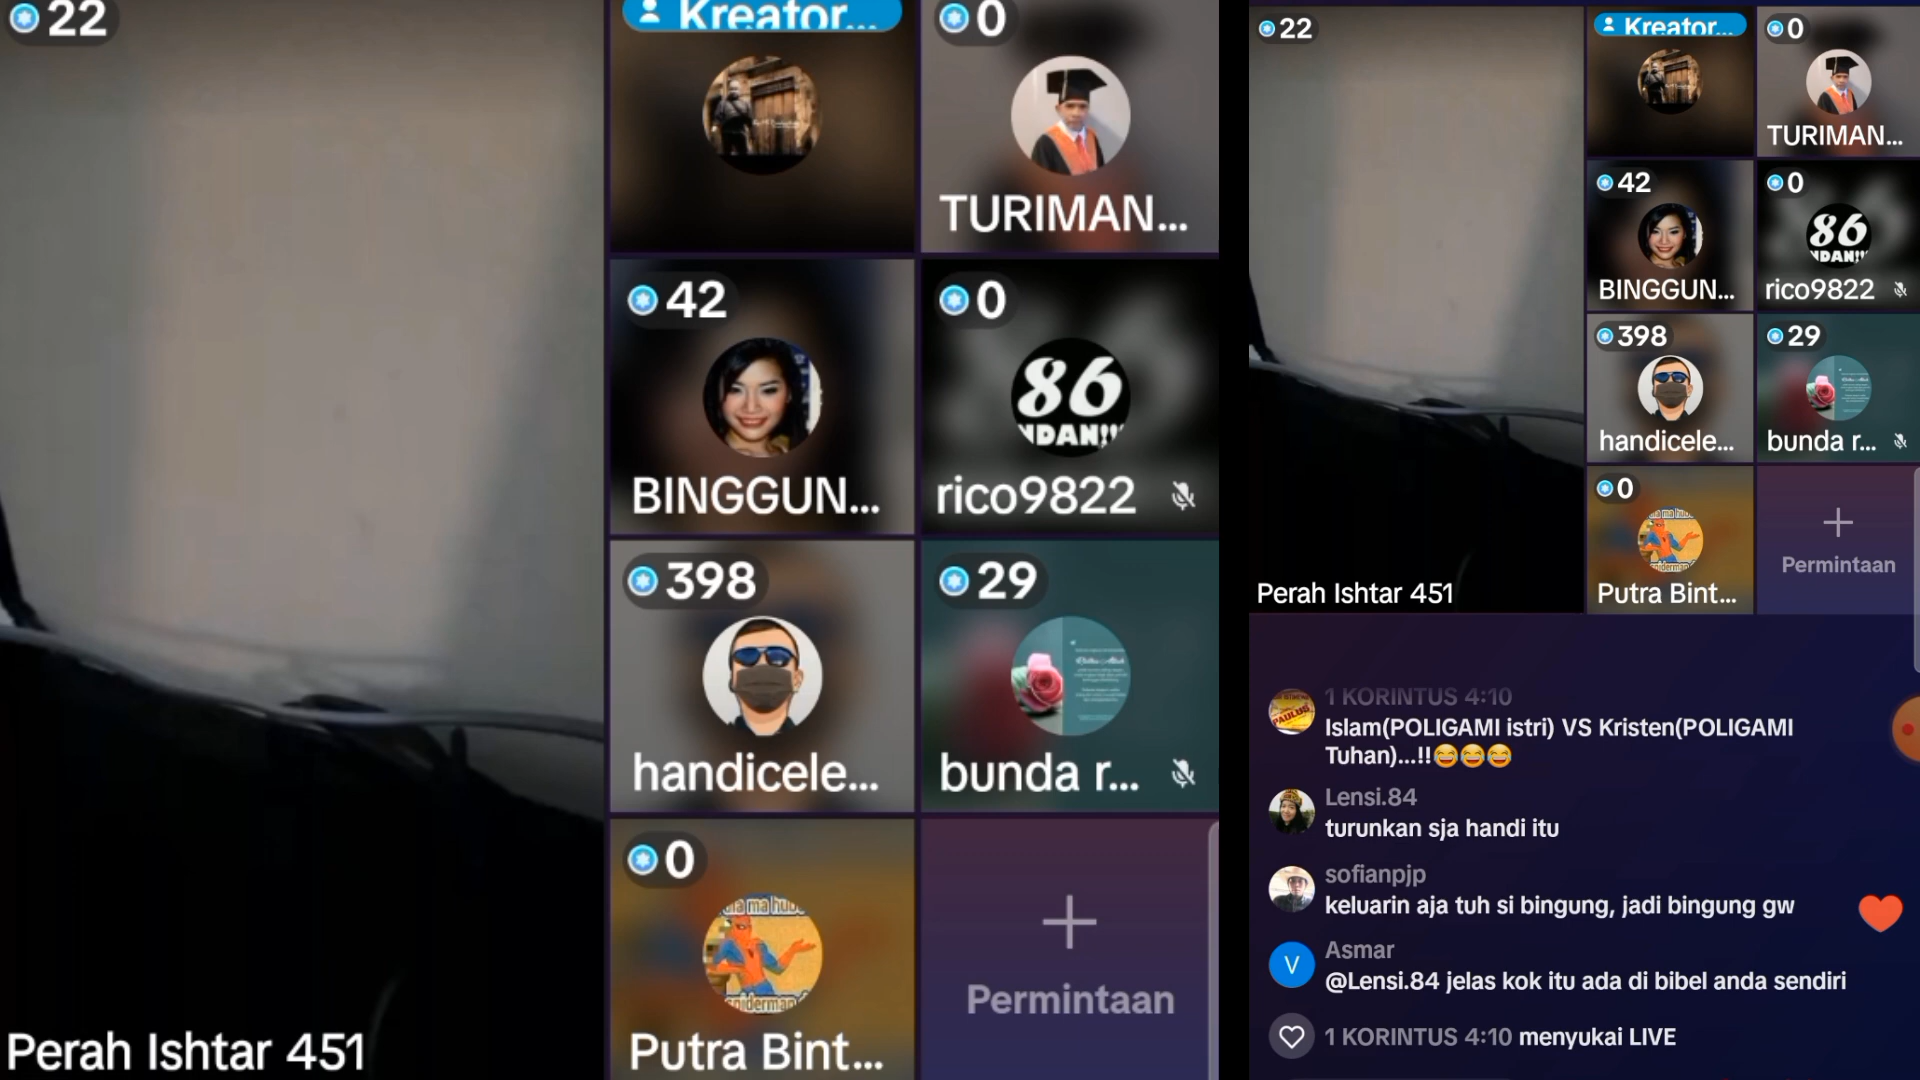 22
Kreator...
0
TURIMAN...
42
BINGGUN...
0
86
rico9822
398
handicele...
29
bunda r...
0
Putra Bint...
+
Permintaan
Perah Ishtar 451
22
Kreator...
0
TURIMAN...
42
BINGGUN...
0
86
NDAN!!!
rico9822
398
handicele...
29
bunda r...
0
Putra Bint...
+
Permintaan
Perah Ishtar 451
1 KORINTUS 4:10
Islam(POLIGAMI istri) VS Kristen(POLIGAMI
Tuhan)...!!😂😂😂
Lensi.84
turunkan sja handi itu
sofianpjp
keluarin aja tuh si bingung, jadi bingung gw
V
Asmar
@Lensi.84 jelas kok itu ada di bibel anda sendiri
1 KORINTUS 4:10 menyukai LIVE